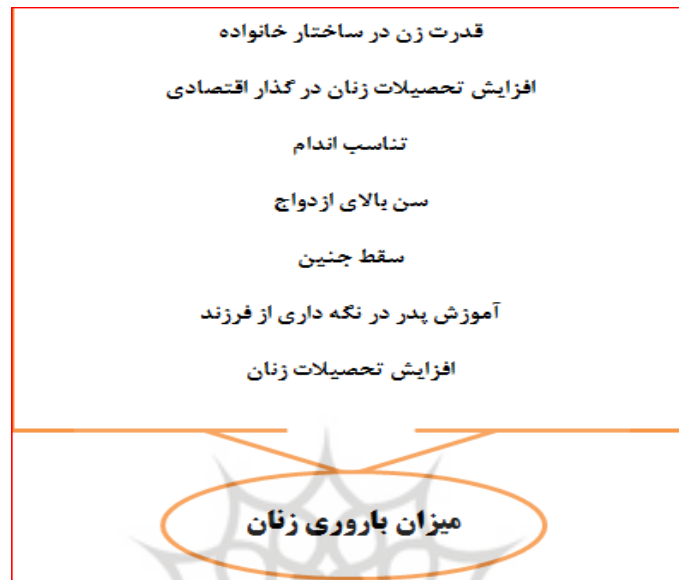 قدرت زن در ساختار خانواده
افزایش تحصیلات زنان در گذار اقتصادی
تناسب اندام
سن بالای ازدواج
سقط جنین
آموزش پدر در نگه داری از فرزند
افزایش تحصیلات زنان
میزان باروری زنان